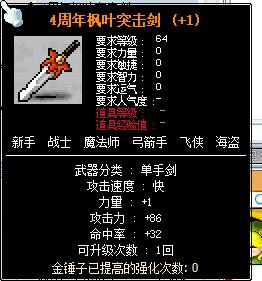 4周年枫叶突击剑 (+1)
要求等级: 64
要求力量: 0
要求敏捷: 0
要求智力: 0
要求运气: 0
要求人气度: -
道具等级: -
道具经验值: -
新手 战士 魔法师 弓箭手 飞侠 海盗
武器分类: 单手剑
攻击速度: 快
力量: +1
攻击力: +86
命中率: +32
可升级次数: 1回
金锤子已提高的强化次数: 0